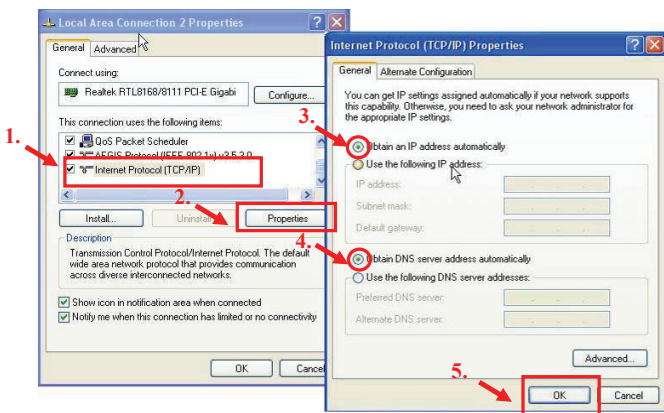 Local Area Connection 2 Properties
General Advanced
Connect using:
Realtek RTL8168/8111 PCI-E Gigabi
Configure...
This connection uses the following items:
1.
QoS Packet Scheduler
AEGIS Protocol (IEEE 802.1x) v3.5.3.0
Internet Protocol (TCP/IP)
2.
Install... Uninstall Properties
Description
Transmission Control Protocol/Internet Protocol. The default
wide area network protocol that provides communication
across diverse interconnected networks.
Show icon in notification area when connected
Notify me when this connection has limited or no connectivity
OK Cancel
Internet Protocol (TCP/IP) Properties
General Alternate Configuration
You can get IP settings assigned automatically if your network supports
this capability. Otherwise, you need to ask your network administrator for
the appropriate IP settings.
3.
Obtain an IP address automatically
Use the following IP address:
IP address:
Subnet mask:
Default gateway:
4.
Obtain DNS server address automatically
Use the following DNS server addresses:
Preferred DNS server:
Alternate DNS server:
Advanced...
5.
OK Cancel